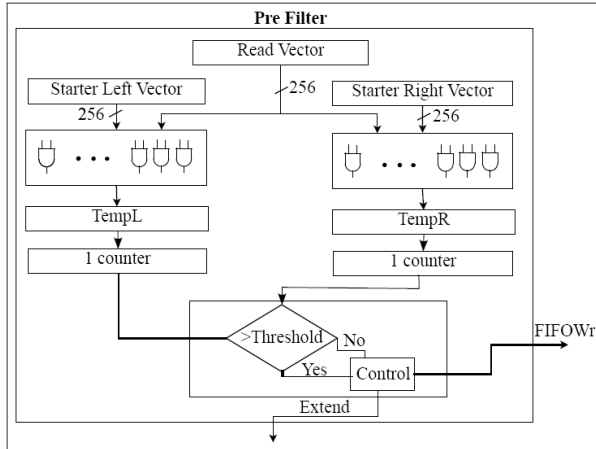 Pre Filter
Read Vector
Starter Left Vector
256
Starter Right Vector
256
256
TempL
TempR
1 counter
1 counter
>Threshold
No
FIFOWr
Yes
Control
Extend